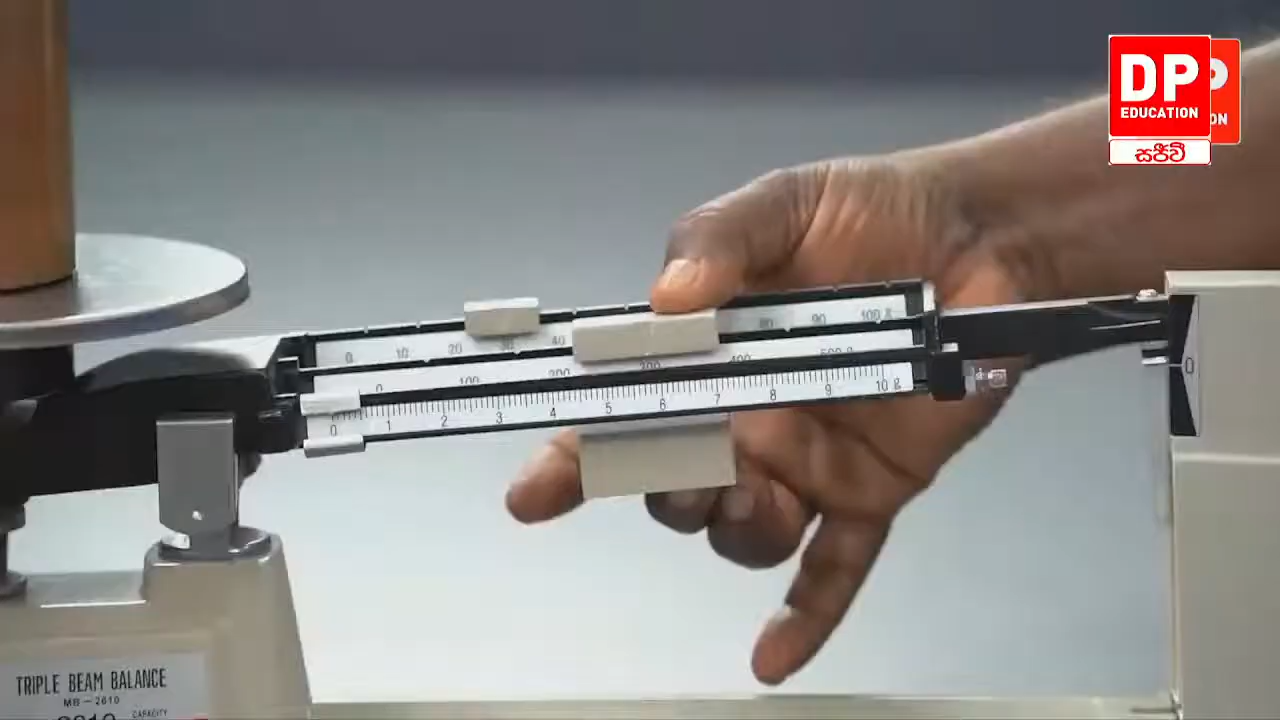 DP
EDUCATION
සජීවී
0 10 20 30 40 80 90 100 g
0 100 200 300 400 500 g
0 1 2 3 4 5 6 7 8 9 10 g
0
TRIPLE BEAM BALANCE
MB-2610
CAPACITY